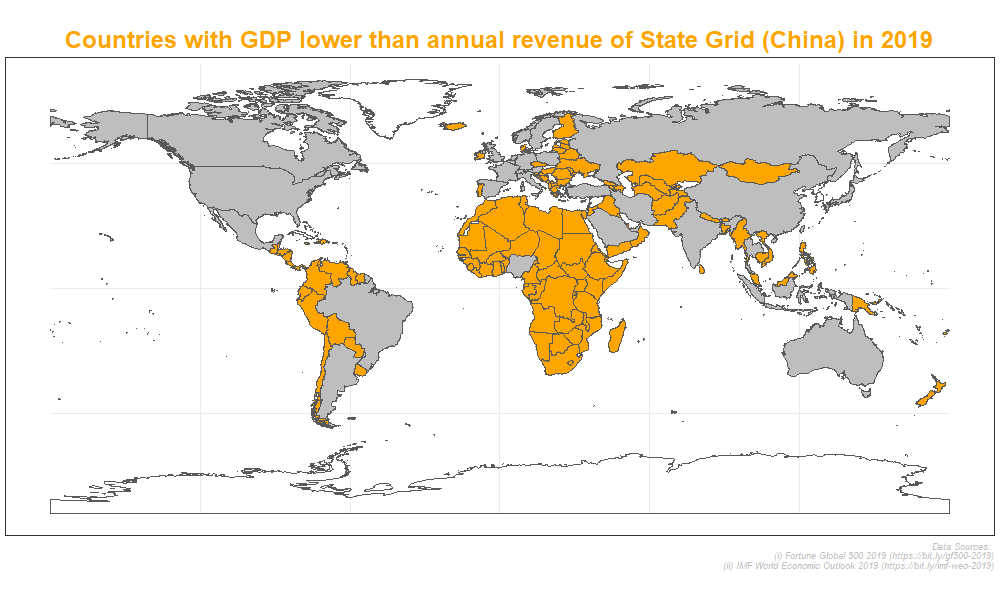 Countries with GDP lower than annual revenue of State Grid (China) in 2019
Data Sources:
(i) Fortune Global 500 2019 (https://bit.ly/gf500-2019)
(ii) IMF World Economic Outlook 2019 (https://bit.ly/imf-weo-2019)